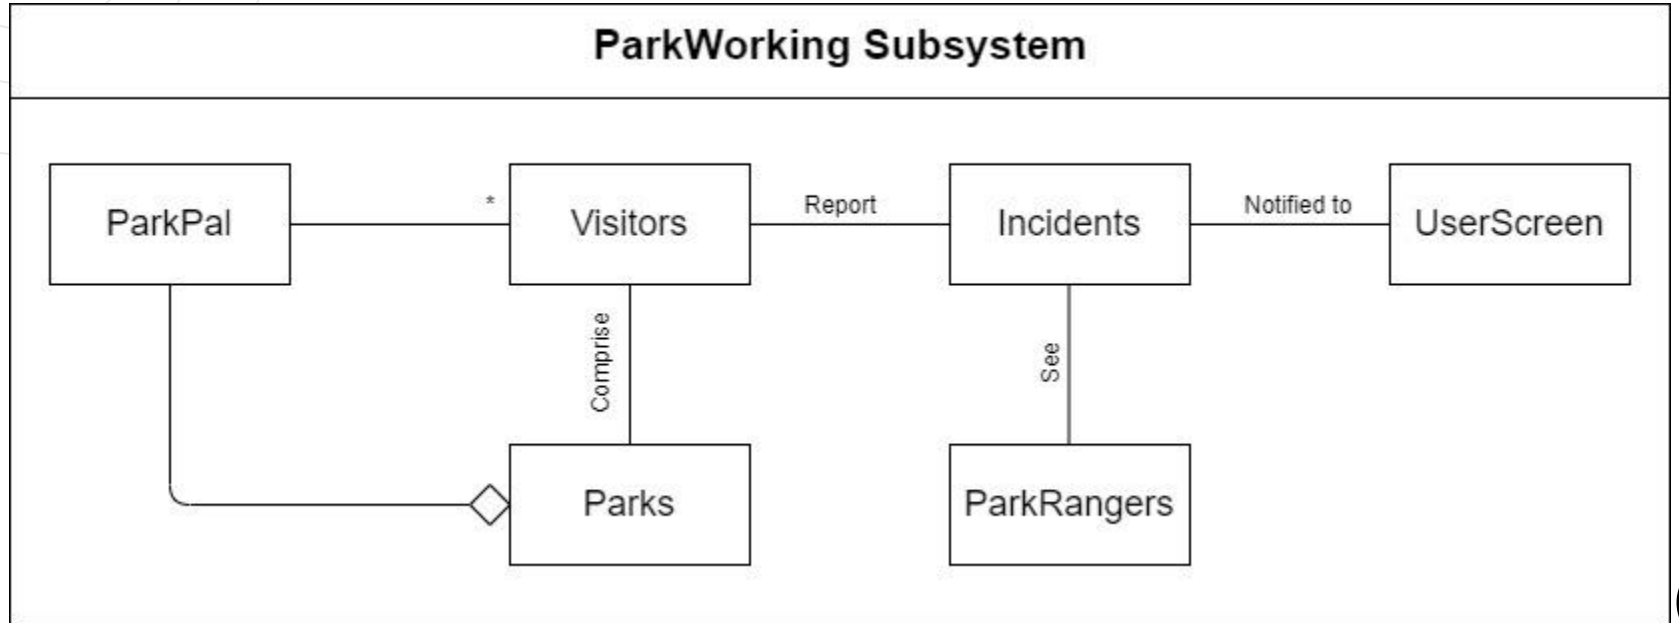 ParkWorking Subsystem
ParkPal
*
Visitors
Report
Incidents
Notified to
UserScreen
Comprise
See
Parks
ParkRangers